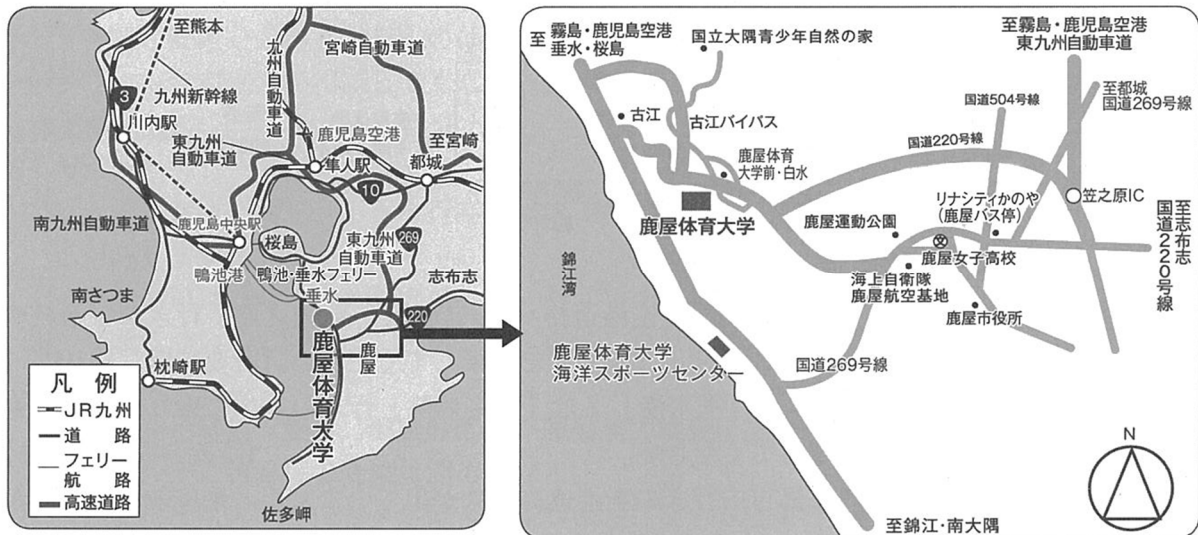 至熊本
宮崎自動車道
九州自動車道
3
九州新幹線
川内駅
東九州
自動車道
鹿児島空港
至宮崎
隼人駅
都城
10
南九州自動車道
鹿児島中央駅
桜島
東九州
自動車道
269
鴨池港
鴨池・垂水フェリー
志布志
垂水
南さつま
220
鹿屋
枕崎駅
鹿屋体育大学
凡 例
JR九州
道 路
フェリー
航 路
高速道路
佐多岬
至 霧島・鹿児島空港
垂水・桜島
国立大隅青少年自然の家
至霧島・鹿児島空港
東九州自動車道
至都城
国道269号線
国道504号線
古江
古江バイパス
国道220号線
鹿屋体育
大学前・白水
笠之原IC
リナシティかのや
(鹿屋バス停)
鹿屋体育大学
鹿屋運動公園
至志布志
国道220号線
文
鹿屋女子高校
錦江湾
海上自衛隊
鹿屋航空基地
鹿屋市役所
鹿屋体育大学
海洋スポーツセンター
国道269号線
N
至錦江・南大隅